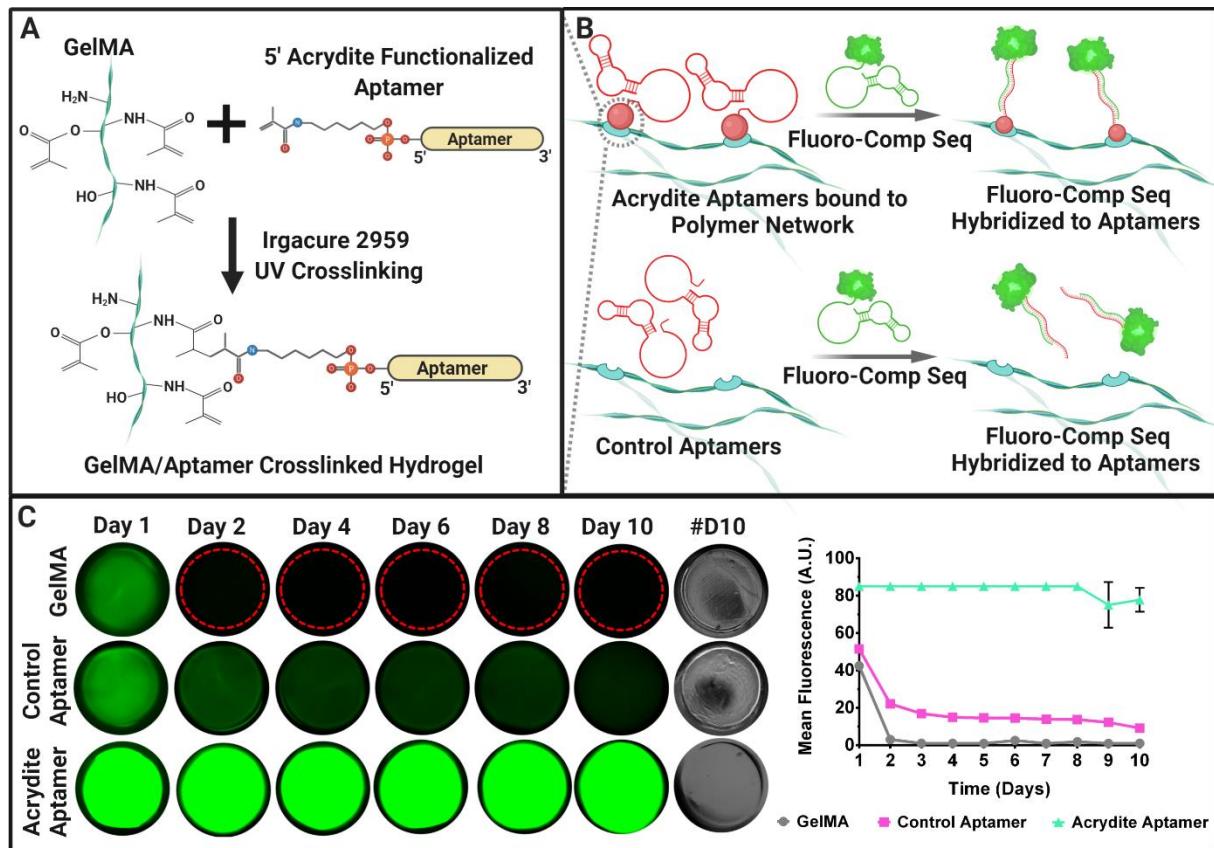 A
GelMA
5' Acrydite Functionalized
Aptamer
H₂N
NH
O
O
O
N
O
P
O
O
O
Aptamer
5'
3'
HO
NH
O
Irgacure 2959
UV Crosslinking
H₂N
NH
O
O
O
N
O
O
P
O
O
O
Aptamer
5'
3'
HO
NH
O
GelMA/Aptamer Crosslinked Hydrogel
B
Fluoro-Comp Seq
Acrydite Aptamers bound to
Polymer Network
Fluoro-Comp Seq
Hybridized to Aptamers
Fluoro-Comp Seq
Control Aptamers
Fluoro-Comp Seq
Hybridized to Aptamers
C
Day 1 Day 2 Day 4 Day 6 Day 8 Day 10 #D10
GelMA
Control
Aptamer
Acrydite
Aptamer
Mean Fluorescence (A.U.)
100
80
60
40
20
0
1 2 3 4 5 6 7 8 9 10
Time (Days)
GelMA Control Aptamer Acrydite Aptamer